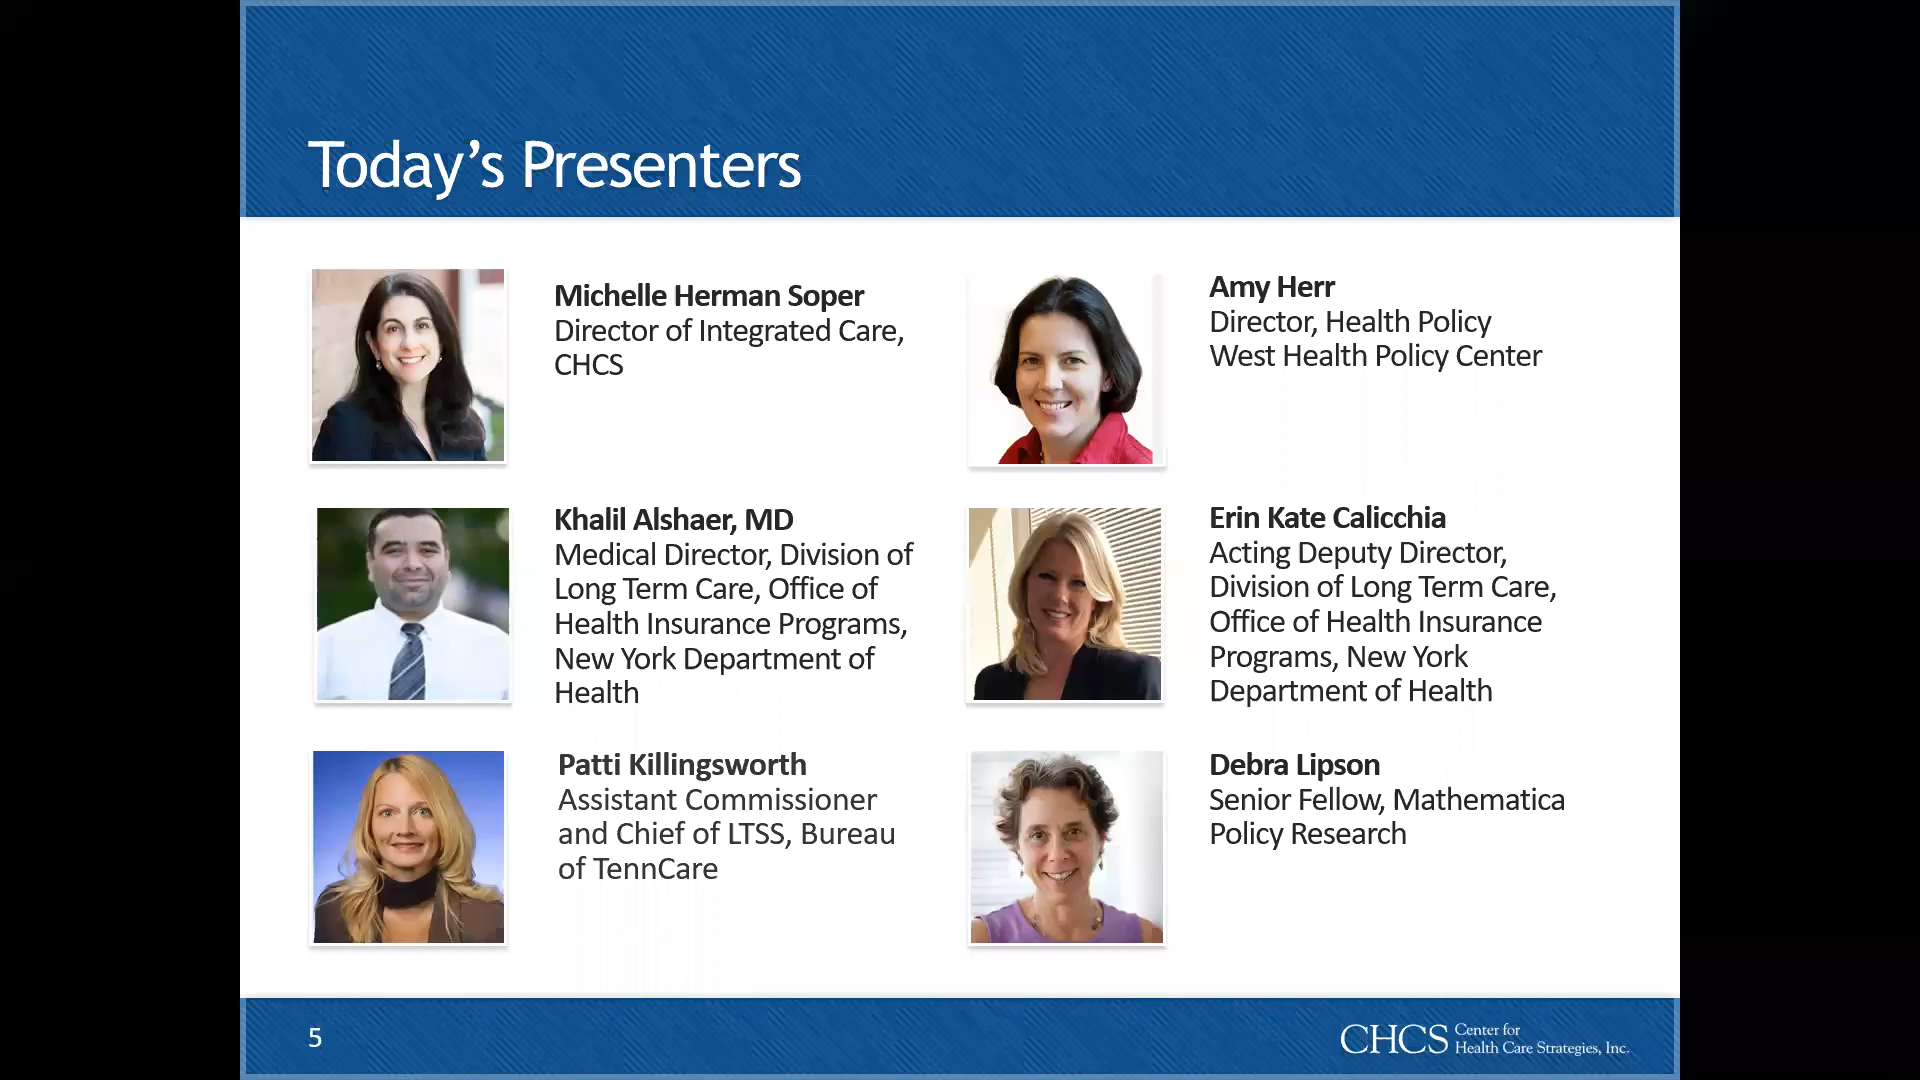 Today's Presenters
Michelle Herman Soper
Director of Integrated Care,
CHCS
Amy Herr
Director, Health Policy
West Health Policy Center
Khalil Alshaer, MD
Medical Director, Division of
Long Term Care, Office of
Health Insurance Programs,
New York Department of
Health
Erin Kate Calicchia
Acting Deputy Director,
Division of Long Term Care,
Office of Health Insurance
Programs, New York
Department of Health
Patti Killingsworth
Assistant Commissioner
and Chief of LTSS, Bureau
of TennCare
Debra Lipson
Senior Fellow, Mathematica
Policy Research
5
CHCS Center for
Health Care Strategies, Inc.